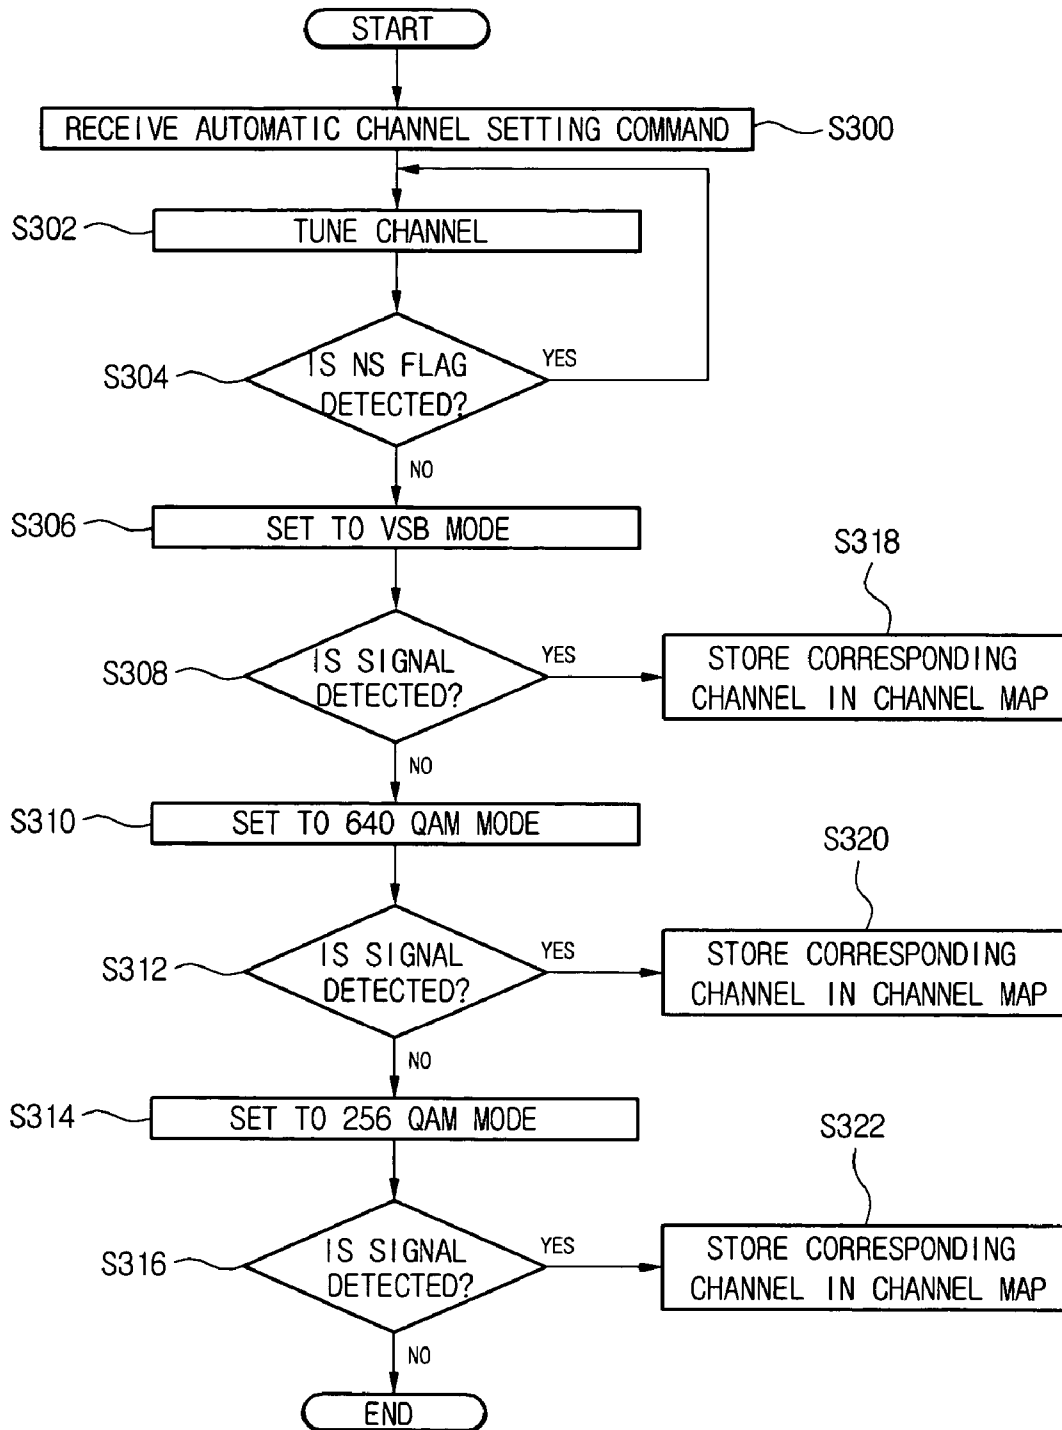 START
RECEIVE AUTOMATIC CHANNEL SETTING COMMAND
S300
S302
TUNE CHANNEL
S304
IS NS FLAG
DETECTED?
YES
NO
S306
SET TO VSB MODE
S318
S308
IS SIGNAL
DETECTED?
YES
STORE CORRESPONDING
CHANNEL IN CHANNEL MAP
NO
S310
SET TO 640 QAM MODE
S320
S312
IS SIGNAL
DETECTED?
YES
STORE CORRESPONDING
CHANNEL IN CHANNEL MAP
NO
S314
SET TO 256 QAM MODE
S322
S316
IS SIGNAL
DETECTED?
YES
STORE CORRESPONDING
CHANNEL IN CHANNEL MAP
NO
END